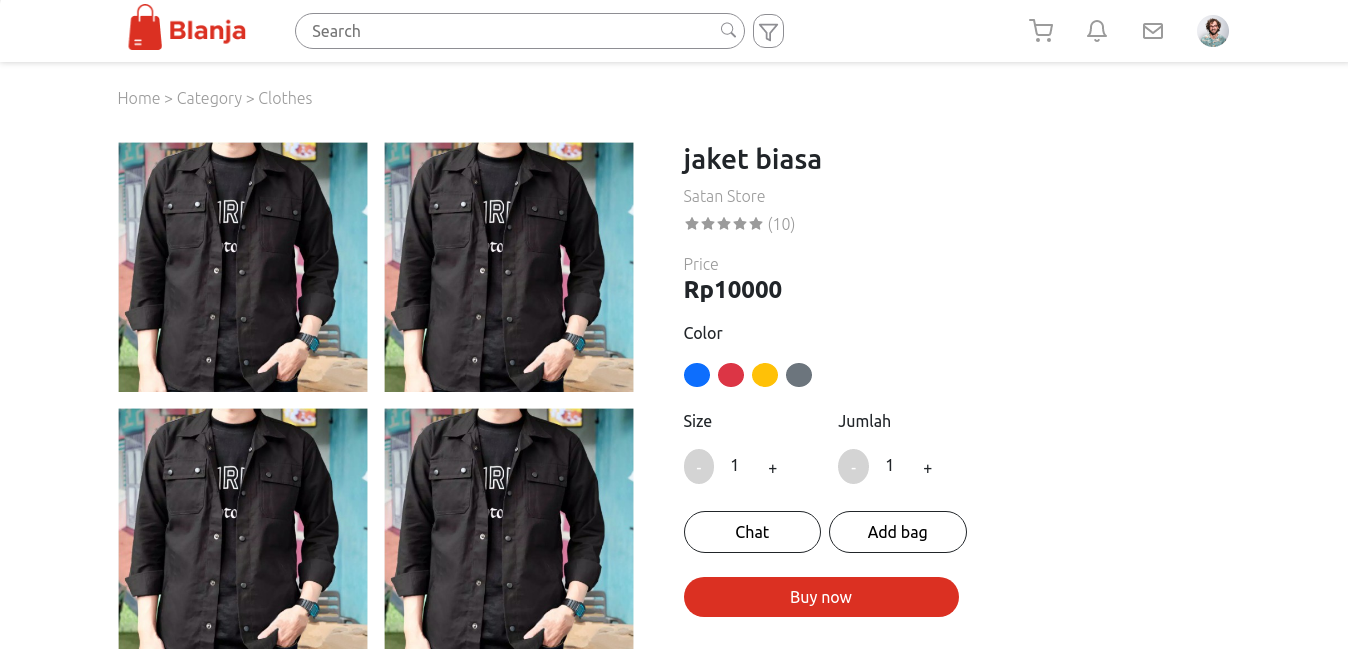 Blanja
Search
Home > Category > Clothes
jaket biasa
Satan Store
(10)
Price
Rp10000
Color
Size
Jumlah
- 1 +
- 1 +
Chat
Add bag
Buy now